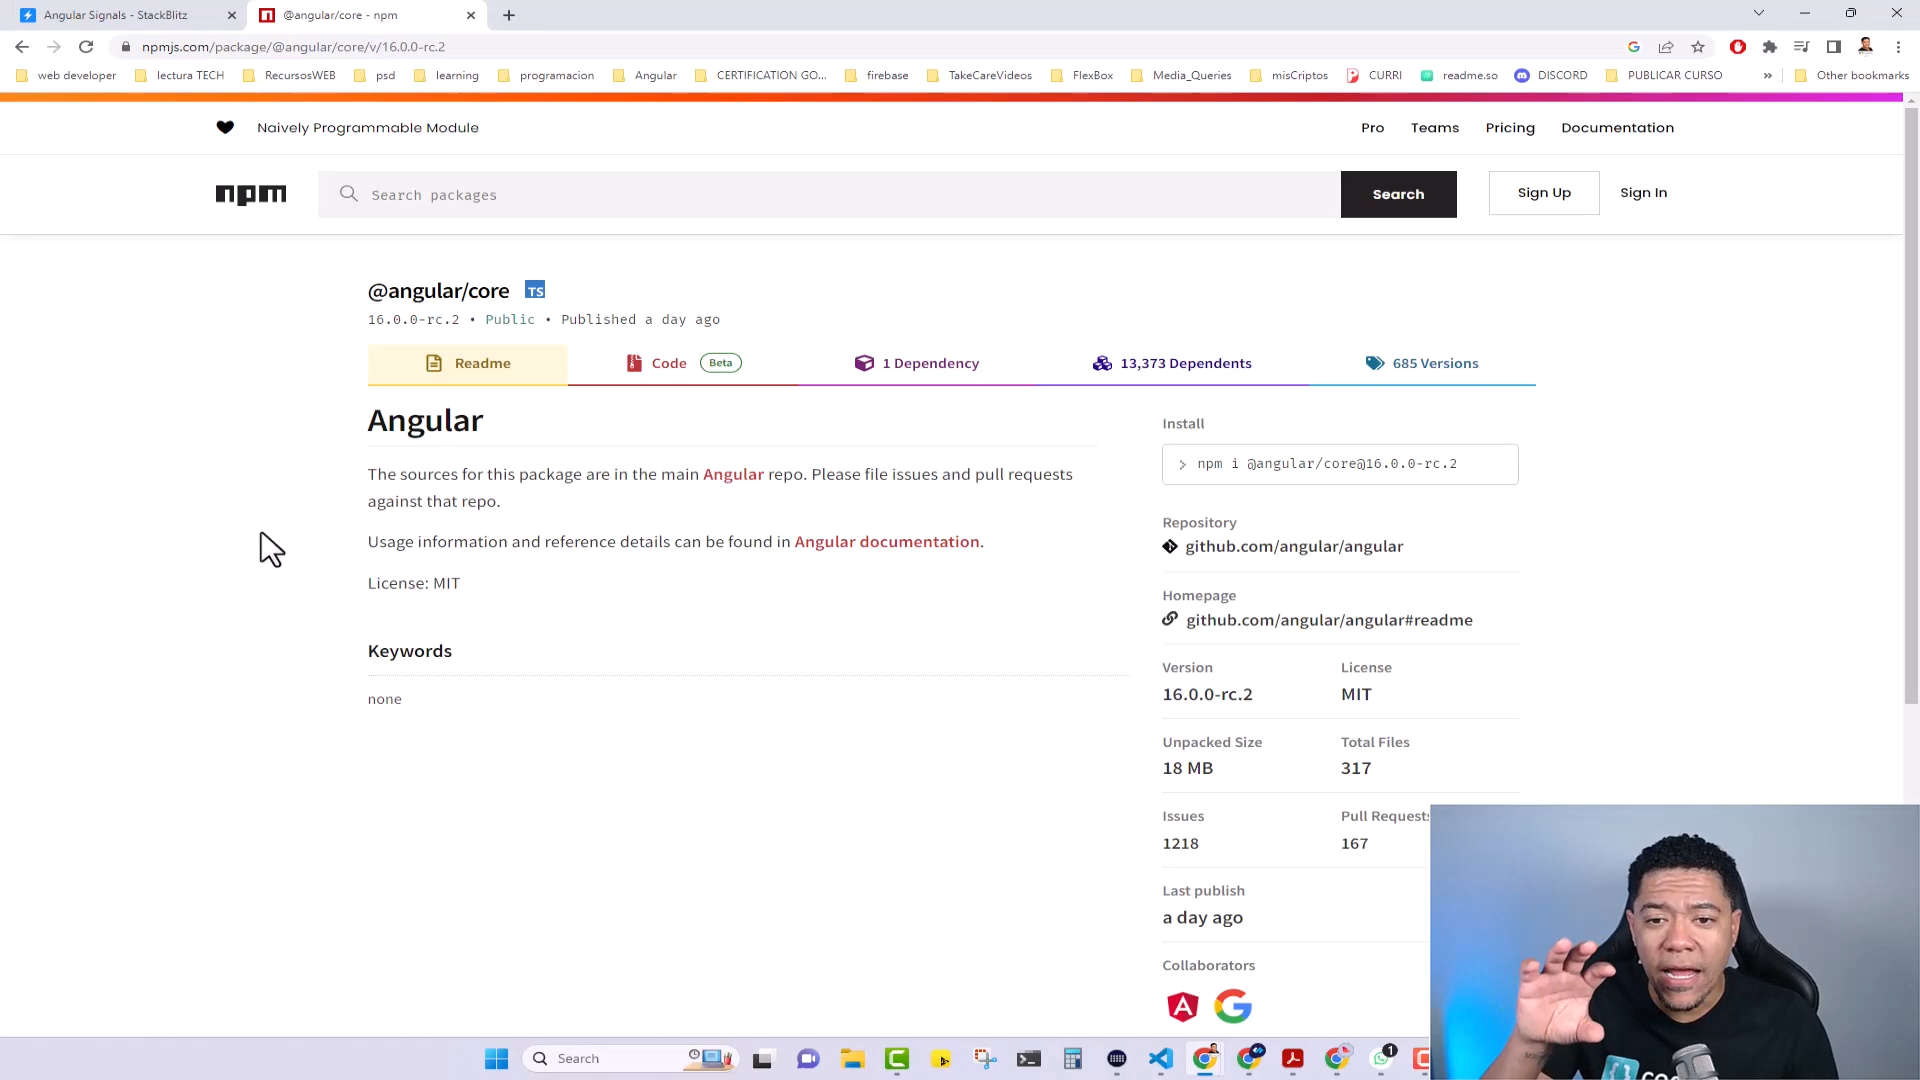 Angular Signals - StackBlitz
@angular/core - npm
npmjs.com/package/@angular/core/v/16.0.0-rc.2
web developer
lectura TECH
RecursosWEB
psd
learning
programacion
Angular
CERTIFICATION GO...
firebase
TakeCareVideos
FlexBox
Media_Queries
misCriptos
CURRI
readme.so
DISCORD
PUBLICAR CURSO
»
Other bookmarks
Naively Programmable Module
Pro
Teams
Pricing
Documentation
npm
Search packages
Search
Sign Up
Sign In
@angular/core TS
16.0.0-rc.2 • Public • Published a day ago
Readme
Code Beta
1 Dependency
13,373 Dependents
685 Versions
Angular
The sources for this package are in the main Angular repo. Please file issues and pull requests
against that repo.
Usage information and reference details can be found in Angular documentation.
License: MIT
Keywords
none
Install
> npm i @angular/core@16.0.0-rc.2
Repository
github.com/angular/angular
Homepage
github.com/angular/angular#readme
Version
License
16.0.0-rc.2
MIT
Unpacked Size
Total Files
18 MB
317
Issues
Pull Requests
1218
167
Last publish
a day ago
Collaborators
Search
1